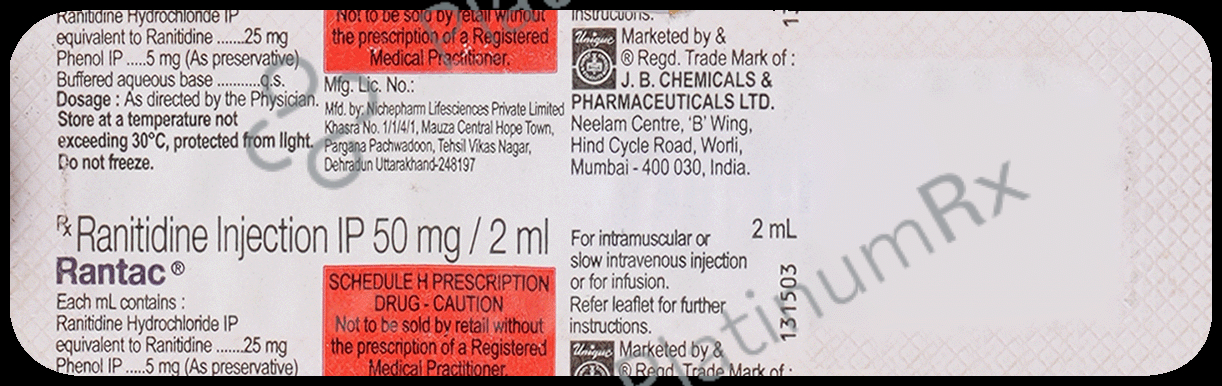 Ranitidine Hydrochloride IP
equivalent to Ranitidine .......25 mg
Phenol IP .....5 mg (As preservative)
Buffered aqueous base ...........q.s.
Dosage : As directed by the Physician.
Store at a temperature not
exceeding 30°C, protected from light.
Do not freeze.
Not to be sold by retail without
the prescription of a Registered
Medical Practitioner.
Mfg. Lic. No.:
Mfd. by: Nichepharm Lifesciences Private Limited
Khasra No. 1/1/4/1, Mauza Central Hope Town,
Pargana Pachwadoon, Tehsil Vikas Nagar,
Dehradun Uttarakhand-248197
instructions.
Unique
Marketed by &
® Regd. Trade Mark of :
J. B. CHEMICALS &
PHARMACEUTICALS LTD.
Neelam Centre, 'B' Wing,
Hind Cycle Road, Worli,
Mumbai - 400 030, India.
Rx Ranitidine Injection IP 50 mg / 2 ml
Rantac®
Each mL contains :
Ranitidine Hydrochloride IP
equivalent to Ranitidine .......25 mg
Phenol IP .....5 mg (As preservative)
SCHEDULE H PRESCRIPTION
DRUG - CAUTION
Not to be sold by retail without
the prescription of a Registered
Medical Practitioner.
For intramuscular or
slow intravenous injection
or for infusion.
Refer leaflet for further
instructions.
2 mL
131503
Unique
Marketed by &
® Regd. Trade Mark of :
PlatinumRx